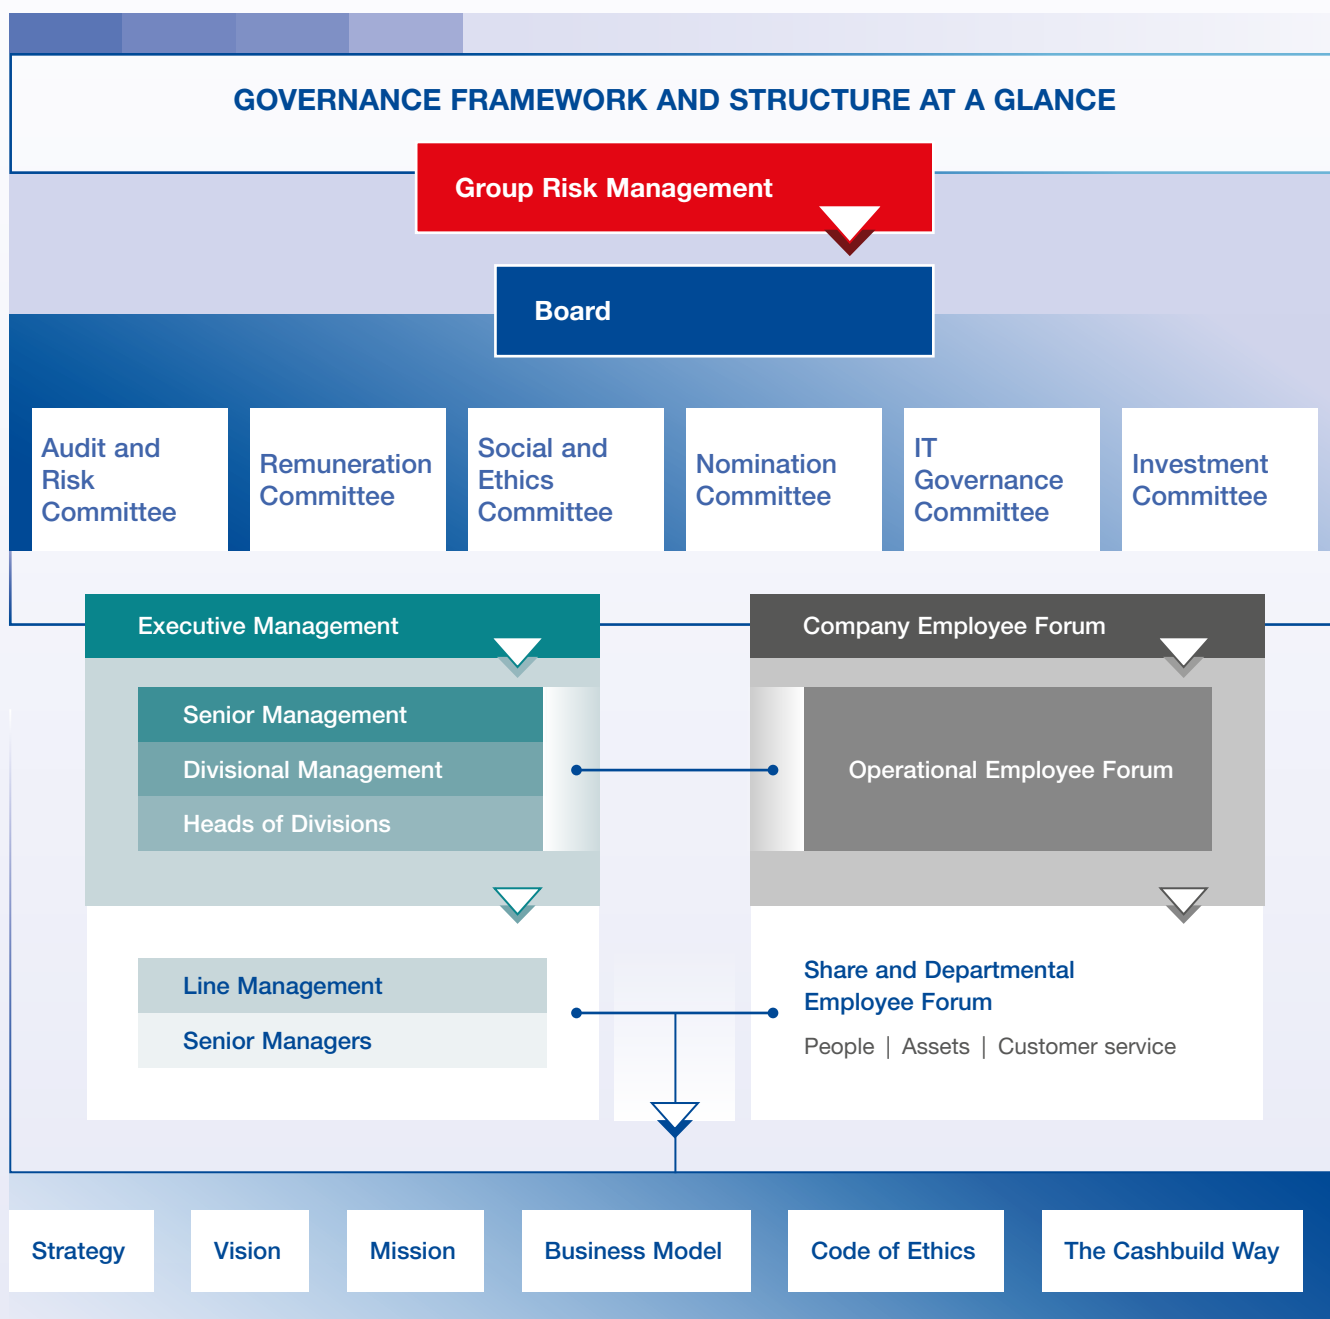 GOVERNANCE FRAMEWORK AND STRUCTURE AT A GLANCE
Group Risk Management
Board
Audit and
Risk
Committee
Remuneration
Committee
Social and
Ethics
Committee
Nomination
Committee
IT
Governance
Committee
Investment
Committee
Executive Management
Senior Management
Divisional Management
Heads of Divisions
Line Management
Senior Managers
Company Employee Forum
Operational Employee Forum
Share and Departmental
Employee Forum
People | Assets | Customer service
Strategy
Vision
Mission
Business Model
Code of Ethics
The Cashbuild Way